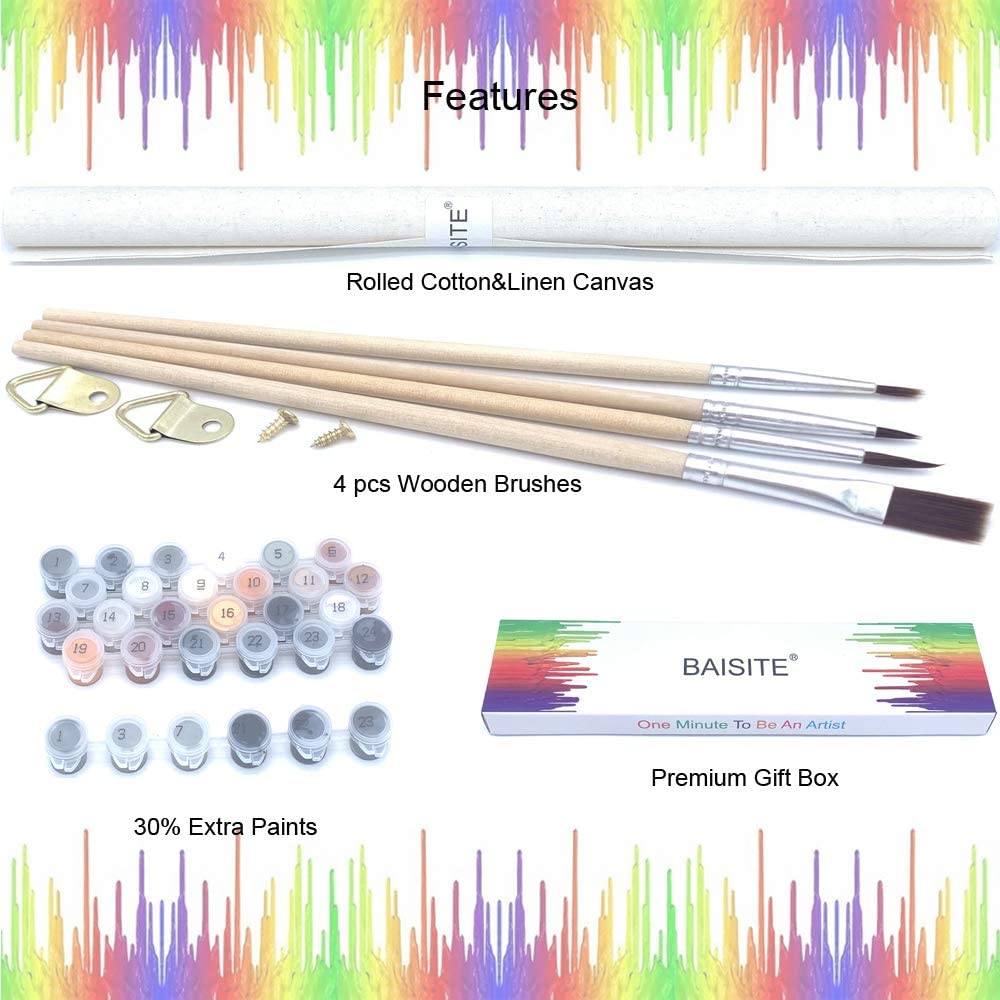 Features
SITE®
Rolled Cotton&Linen Canvas
4 pcs Wooden Brushes
1 2 3 4 5 6
7 8 9 10 11 12
13 14 15 16 17 18
19 20 21 22 23 24
1 3 7 21 23
BAISITE®
One Minute To Be An Artist
Premium Gift Box
30% Extra Paints